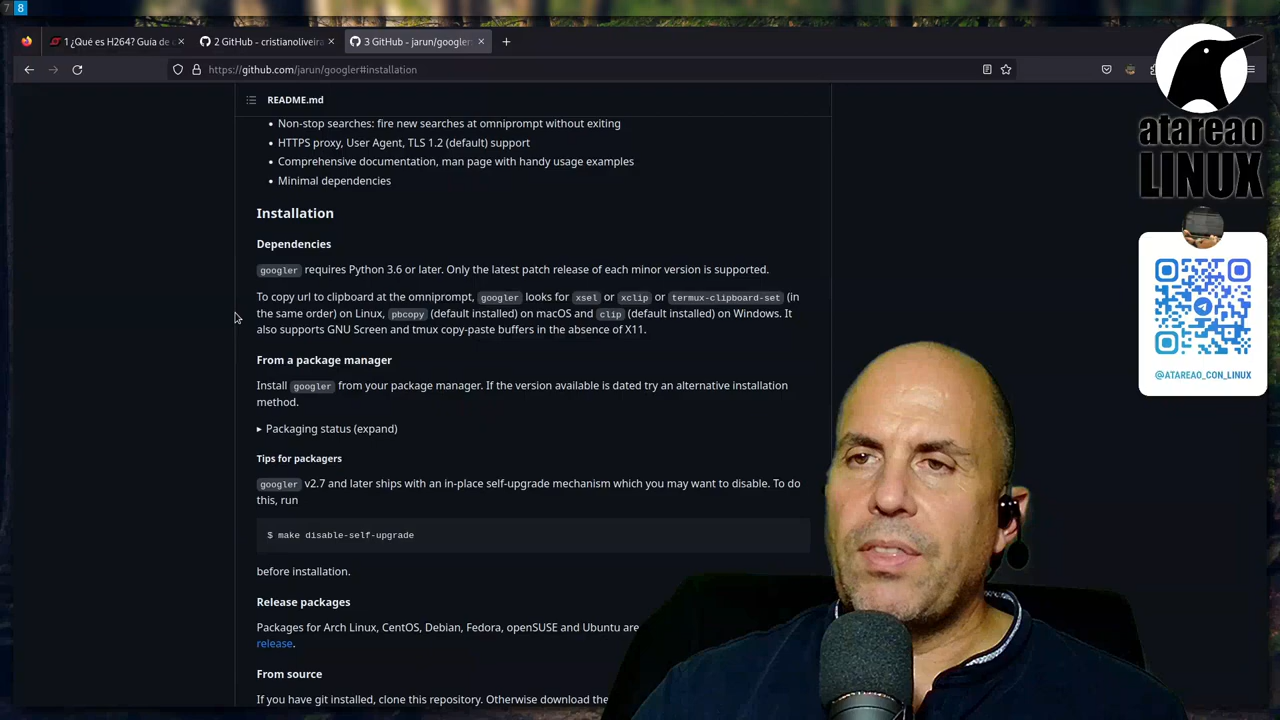 7 8
1 ¿Qué es H264? Guía de
2 GitHub - cristianoliveira
3 GitHub - jarun/googler
https://github.com/jarun/googler#installation
README.md
• Non-stop searches: fire new searches at omniprompt without exiting
• HTTPS proxy, User Agent, TLS 1.2 (default) support
• Comprehensive documentation, man page with handy usage examples
• Minimal dependencies
Installation
Dependencies
googler requires Python 3.6 or later. Only the latest patch release of each minor version is supported.
To copy url to clipboard at the omniprompt, googler looks for xsel or xclip or termux-clipboard-set (in
the same order) on Linux, pbcopy (default installed) on macOS and clip (default installed) on Windows. It
also supports GNU Screen and tmux copy-paste buffers in the absence of X11.
From a package manager
Install googler from your package manager. If the version available is dated try an alternative installation
method.
Packaging status (expand)
Tips for packagers
googler v2.7 and later ships with an in-place self-upgrade mechanism which you may want to disable. To do
this, run
$ make disable-self-upgrade
before installation.
Release packages
Packages for Arch Linux, CentOS, Debian, Fedora, openSUSE and Ubuntu are
release.
From source
If you have git installed, clone this repository. Otherwise download the
atareao
LINUX
@ATAREAO_CON_LINUX